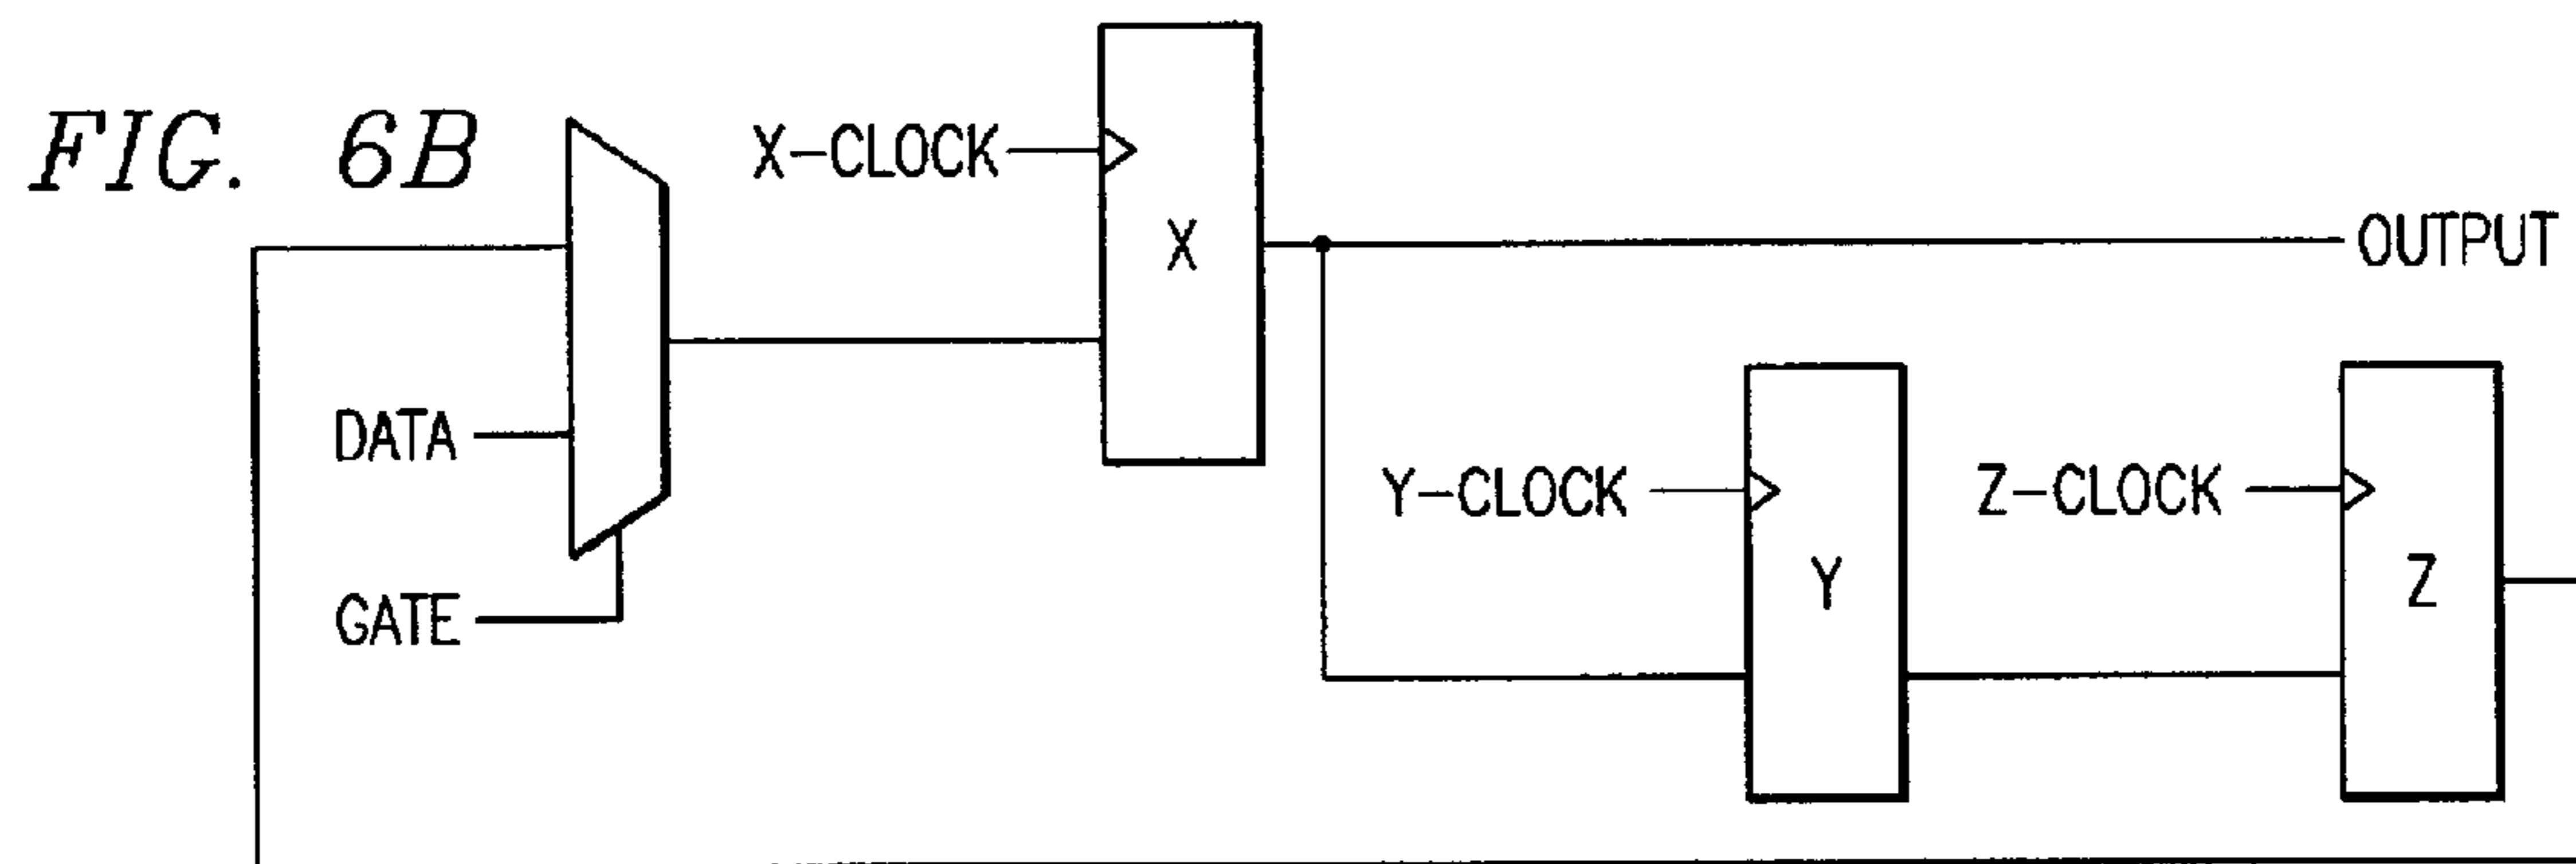 FIG. 6B
X-CLOCK
X
OUTPUT
DATA
Y-CLOCK
Z-CLOCK
Y
Z
GATE